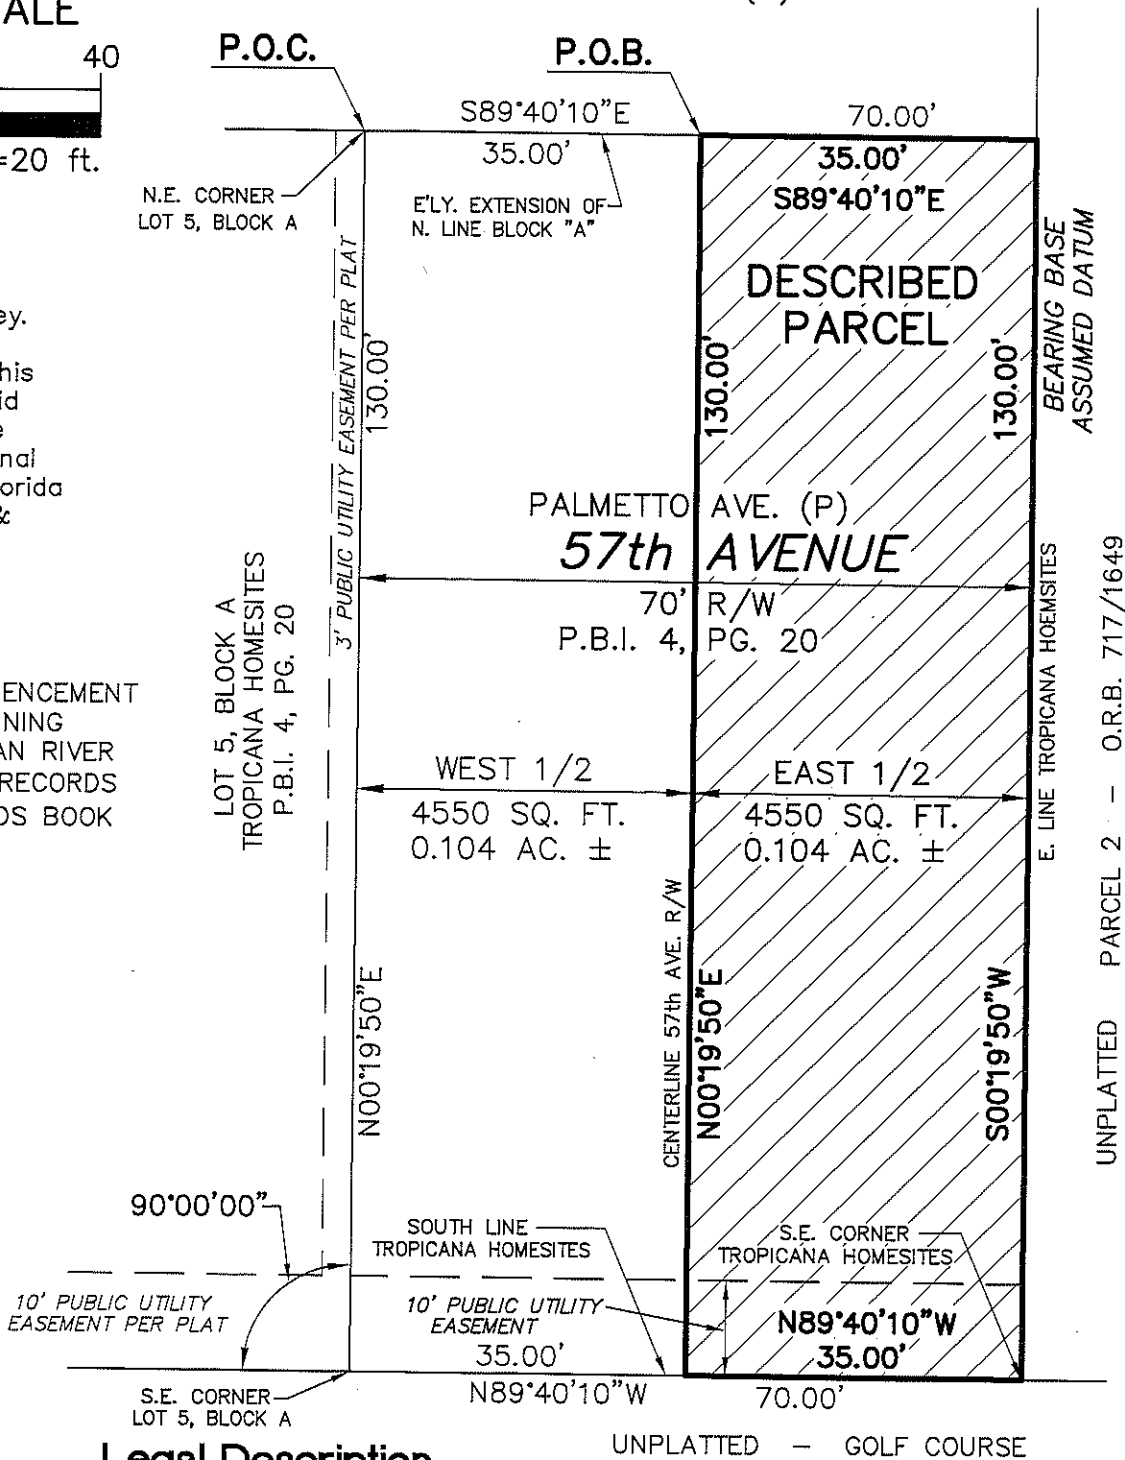 ALE
40
=20 ft.
P.O.C.
P.O.B.
S89°40'10"E
70.00'
35.00'
35.00'
S89°40'10"E
N.E. CORNER
LOT 5, BLOCK A
E'LY. EXTENSION OF
N. LINE BLOCK "A"
DESCRIBED
PARCEL
BEARING BASE
ASSUMED DATUM
ey.
his
id
e
nal
orida
&
3' PUBLIC UTILITY EASEMENT PER PLAT
130.00'
130.00'
130.00'
PALMETTO AVE. (P)
57th AVENUE
70' R/W
P.B.I. 4, PG. 20
LOT 5, BLOCK A
TROPICANA HOMESITES
P.B.I. 4, PG. 20
E. LINE TROPICANA HOEMSITES
UNPLATTED PARCEL 2 - O.R.B. 717/1649
ENCEMENT
NING
AN RIVER
RECORDS
DS BOOK
WEST 1/2
4550 SQ. FT.
0.104 AC. ±
EAST 1/2
4550 SQ. FT.
0.104 AC. ±
CENTERLINE 57th AVE. R/W
N00°19'50"E
N00°19'50"E
S00°19'50"W
90°00'00"
SOUTH LINE
TROPICANA HOMESITES
S.E. CORNER
TROPICANA HOMESITES
10' PUBLIC UTILITY
EASEMENT PER PLAT
10' PUBLIC UTILITY
EASEMENT
N89°40'10"W
35.00'
35.00'
N89°40'10"W
70.00'
S.E. CORNER
LOT 5, BLOCK A
Legal Description
UNPLATTED - GOLF COURSE